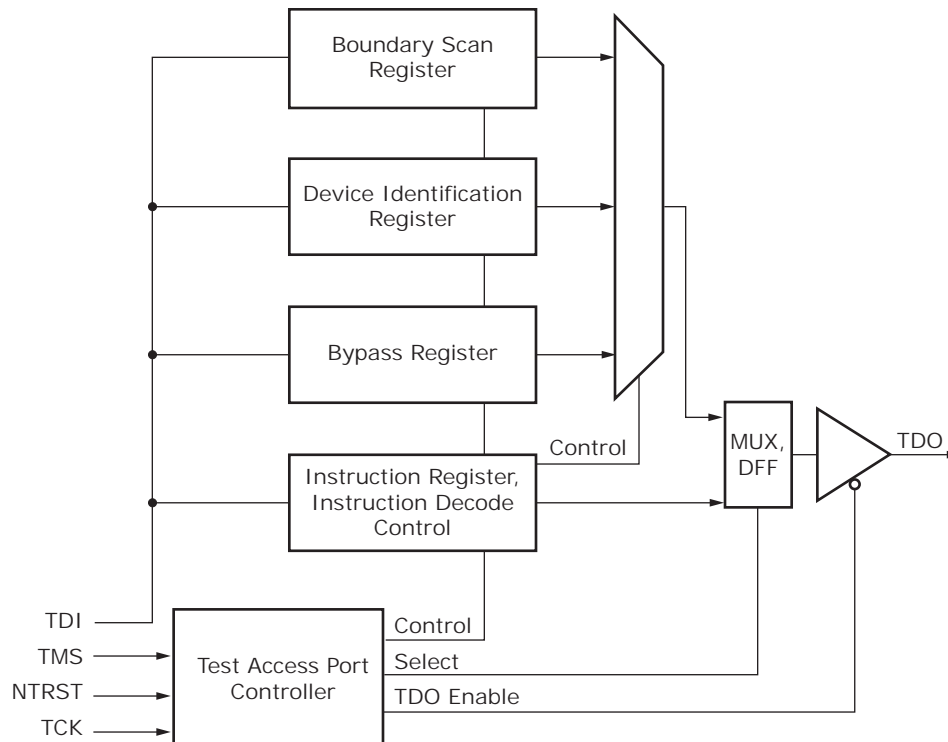 Boundary Scan
Register
Device Identification
Register
Bypass Register
Control
MUX,
DFF
TDO
Instruction Register,
Instruction Decode
Control
TDI
TMS
NTRST
TCK
Test Access Port
Controller
Control
Select
TDO Enable